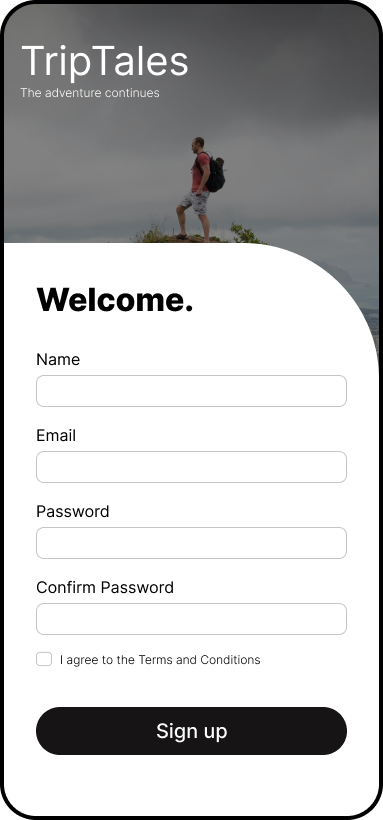 TripTales
The adventure continues
Welcome.
Name
Email
Password
Confirm Password
I agree to the Terms and Conditions
Sign up